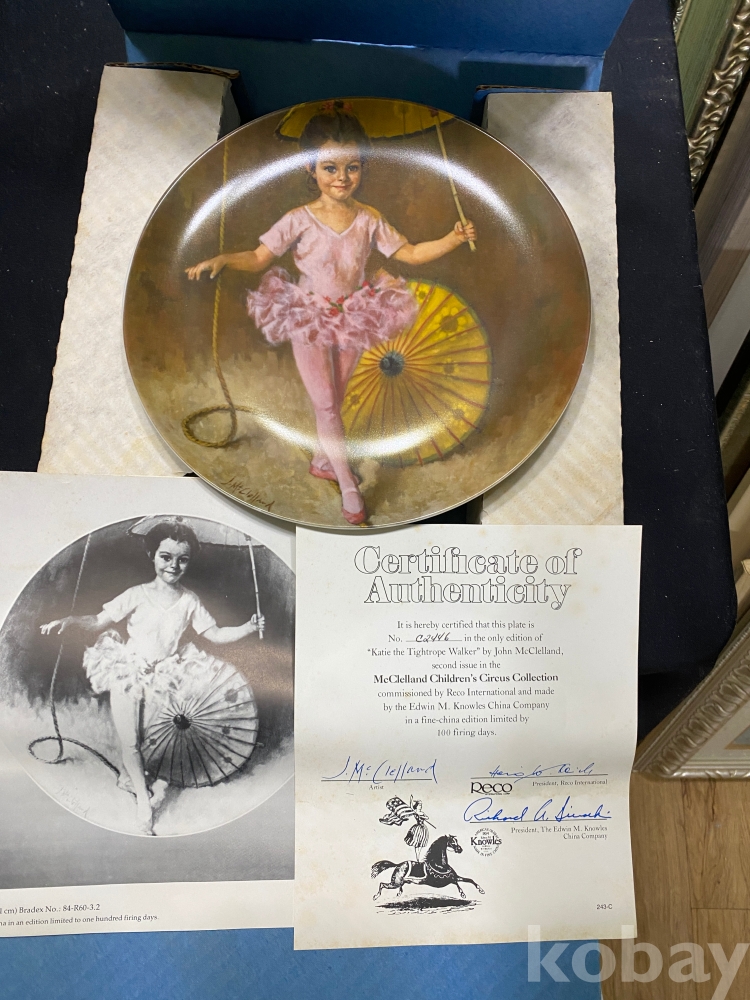 J. McClelland
Certificate of
Authenticity
It is hereby certified that this plate is
No. C2446 in the only edition of
"Katie the Tightrope Walker" by John McClelland,
second issue in the
McClelland Children's Circus Collection
commissioned by Reco International and made
by the Edwin M. Knowles China Company
in a fine-china edition limited by
100 firing days.
J. McClelland
Artist
Reco
President, Reco International
Knowles
President, The Edwin M. Knowles
China Company
243-C
cm) Bradex No.: 84-R60-3.2
in an edition limited to one hundred firing days.
kobay